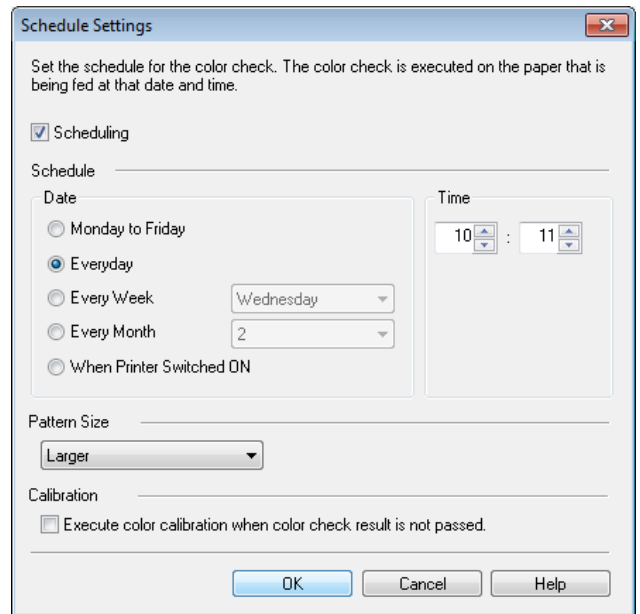 Schedule Settings
Set the schedule for the color check. The color check is executed on the paper that is
being fed at that date and time.
Scheduling
Schedule
Date
Time
Monday to Friday
10 : 11
Everyday
Every Week Wednesday
Every Month 2
When Printer Switched ON
Pattern Size
Larger
Calibration
Execute color calibration when color check result is not passed.
OK Cancel Help